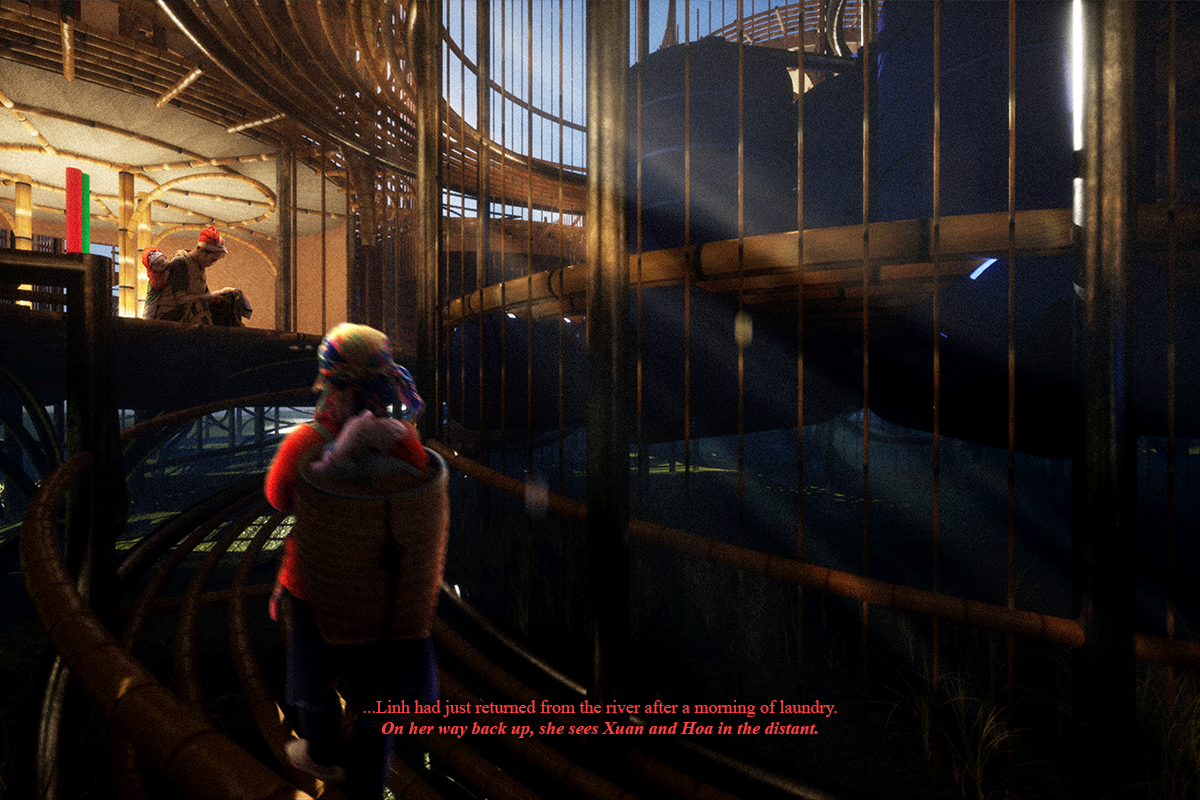 ...Linh had just returned from the river after a morning of laundry.
On her way back up, she sees Xuan and Hoa in the distant.